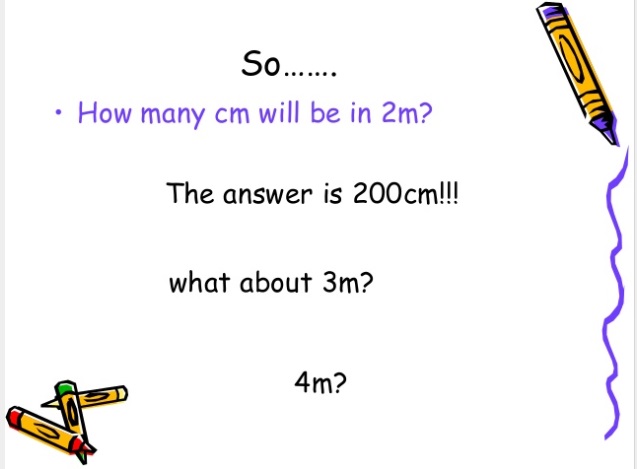 So.......
• How many cm will be in 2m?
The answer is 200cm!!!
what about 3m?
4m?